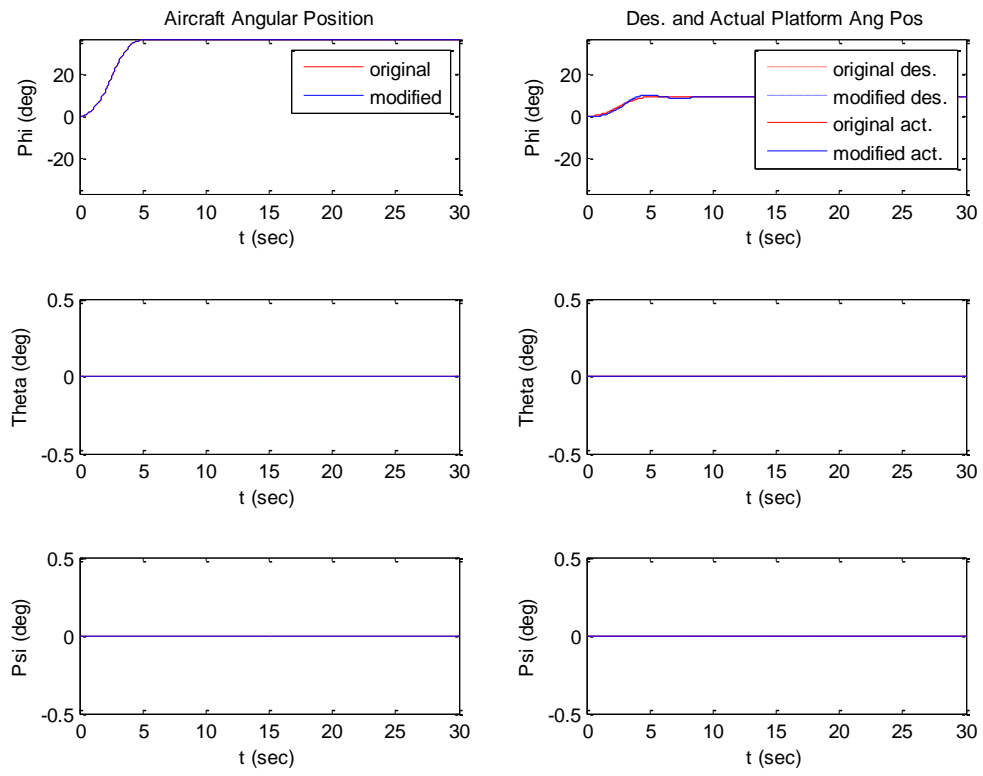 Aircraft Angular Position
Phi (deg)
20
0
-20
original
modified
0 5 10 15 20 25 30
t (sec)
Des. and Actual Platform Ang Pos
Phi (deg)
20
0
-20
original des.
modified des.
original act.
modified act.
0 5 10 15 20 25 30
t (sec)
Theta (deg)
0.5
0
-0.5
0 5 10 15 20 25 30
t (sec)
Theta (deg)
0.5
0
-0.5
0 5 10 15 20 25 30
t (sec)
Psi (deg)
0.5
0
-0.5
0 5 10 15 20 25 30
t (sec)
Psi (deg)
0.5
0
-0.5
0 5 10 15 20 25 30
t (sec)